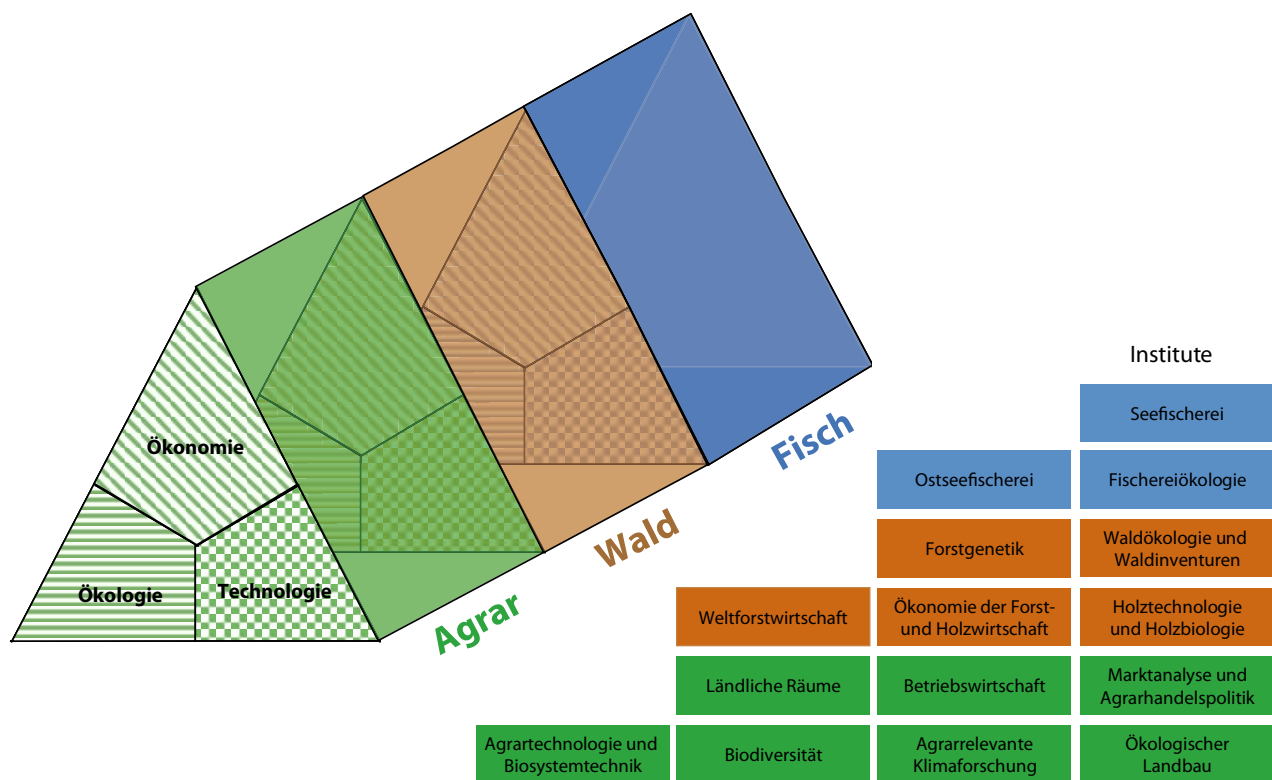 Ökonomie
Ökologie
Technologie
Agrar
Wald
Fisch
Institute
Seefischerei
Ostseefischerei
Fischereiökologie
Forstgenetik
Waldökologie und
Waldinventuren
Weltforstwirtschaft
Ökonomie der Forst-
und Holzwirtschaft
Holztechnologie
und Holzbiologie
Ländliche Räume
Betriebswirtschaft
Marktanalyse und
Agrarhandelspolitik
Agrartechnologie und
Biosystemtechnik
Biodiversität
Agrarrelevante
Klimaforschung
Ökologischer
Landbau